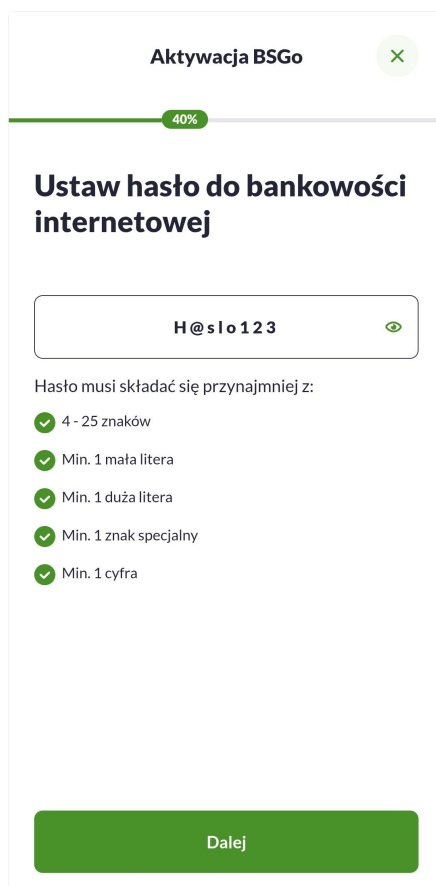 Aktywacja BSGo
40%
Ustaw hasło do bankowości
internetowej
H@slo123
Hasło musi składać się przynajmniej z:
4 - 25 znaków
Min. 1 mała litera
Min. 1 duża litera
Min. 1 znak specjalny
Min. 1 cyfra
Dalej